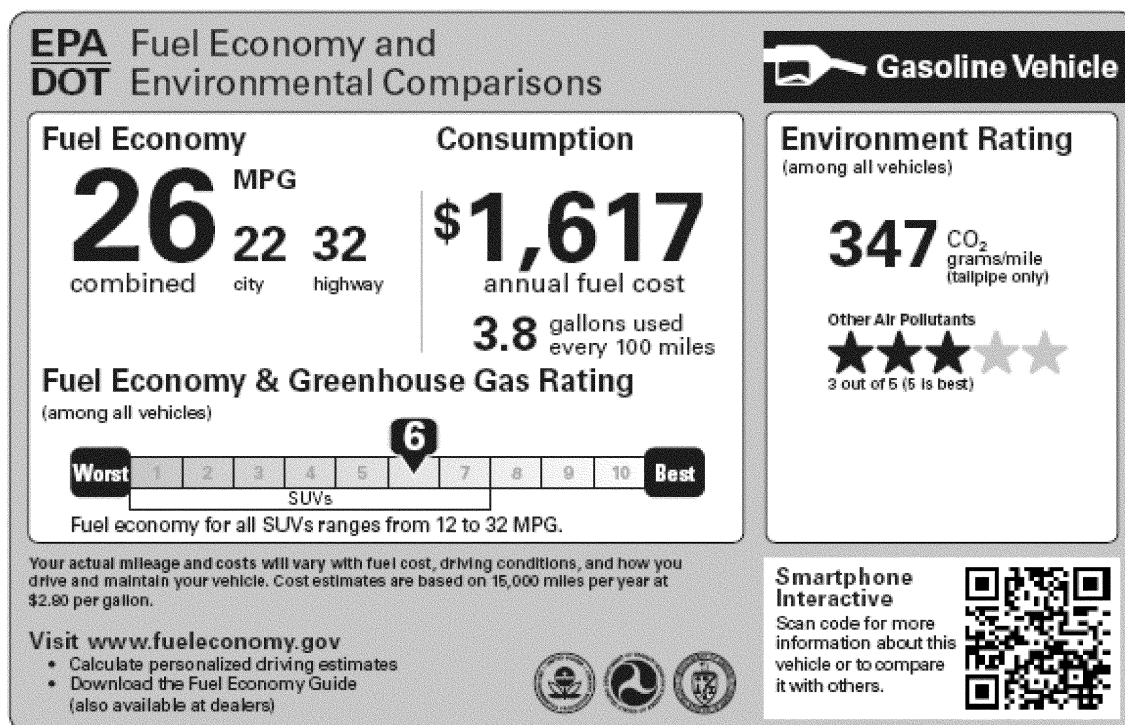 EPA
DOT
Fuel Economy and
Environmental Comparisons
Gasoline Vehicle
Fuel Economy
26
combined
MPG
22
city
32
highway
Consumption
$1,617
annual fuel cost
3.8 gallons used
every 100 miles
Fuel Economy & Greenhouse Gas Rating
(among all vehicles)
6
Worst 1 2 3 4 5 7 8 9 10 Best
SUVs
Fuel economy for all SUVs ranges from 12 to 32 MPG.
Environment Rating
(among all vehicles)
347 CO₂
grams/mile
(tailpipe only)
Other Air Pollutants
3 out of 5 (5 is best)
Your actual mileage and costs will vary with fuel cost, driving conditions, and how you
drive and maintain your vehicle. Cost estimates are based on 15,000 miles per year at
$2.80 per gallon.
Visit www.fueleconomy.gov
• Calculate personalized driving estimates
• Download the Fuel Economy Guide
(also available at dealers)
Smartphone
Interactive
Scan code for more
information about this
vehicle or to compare
it with others.